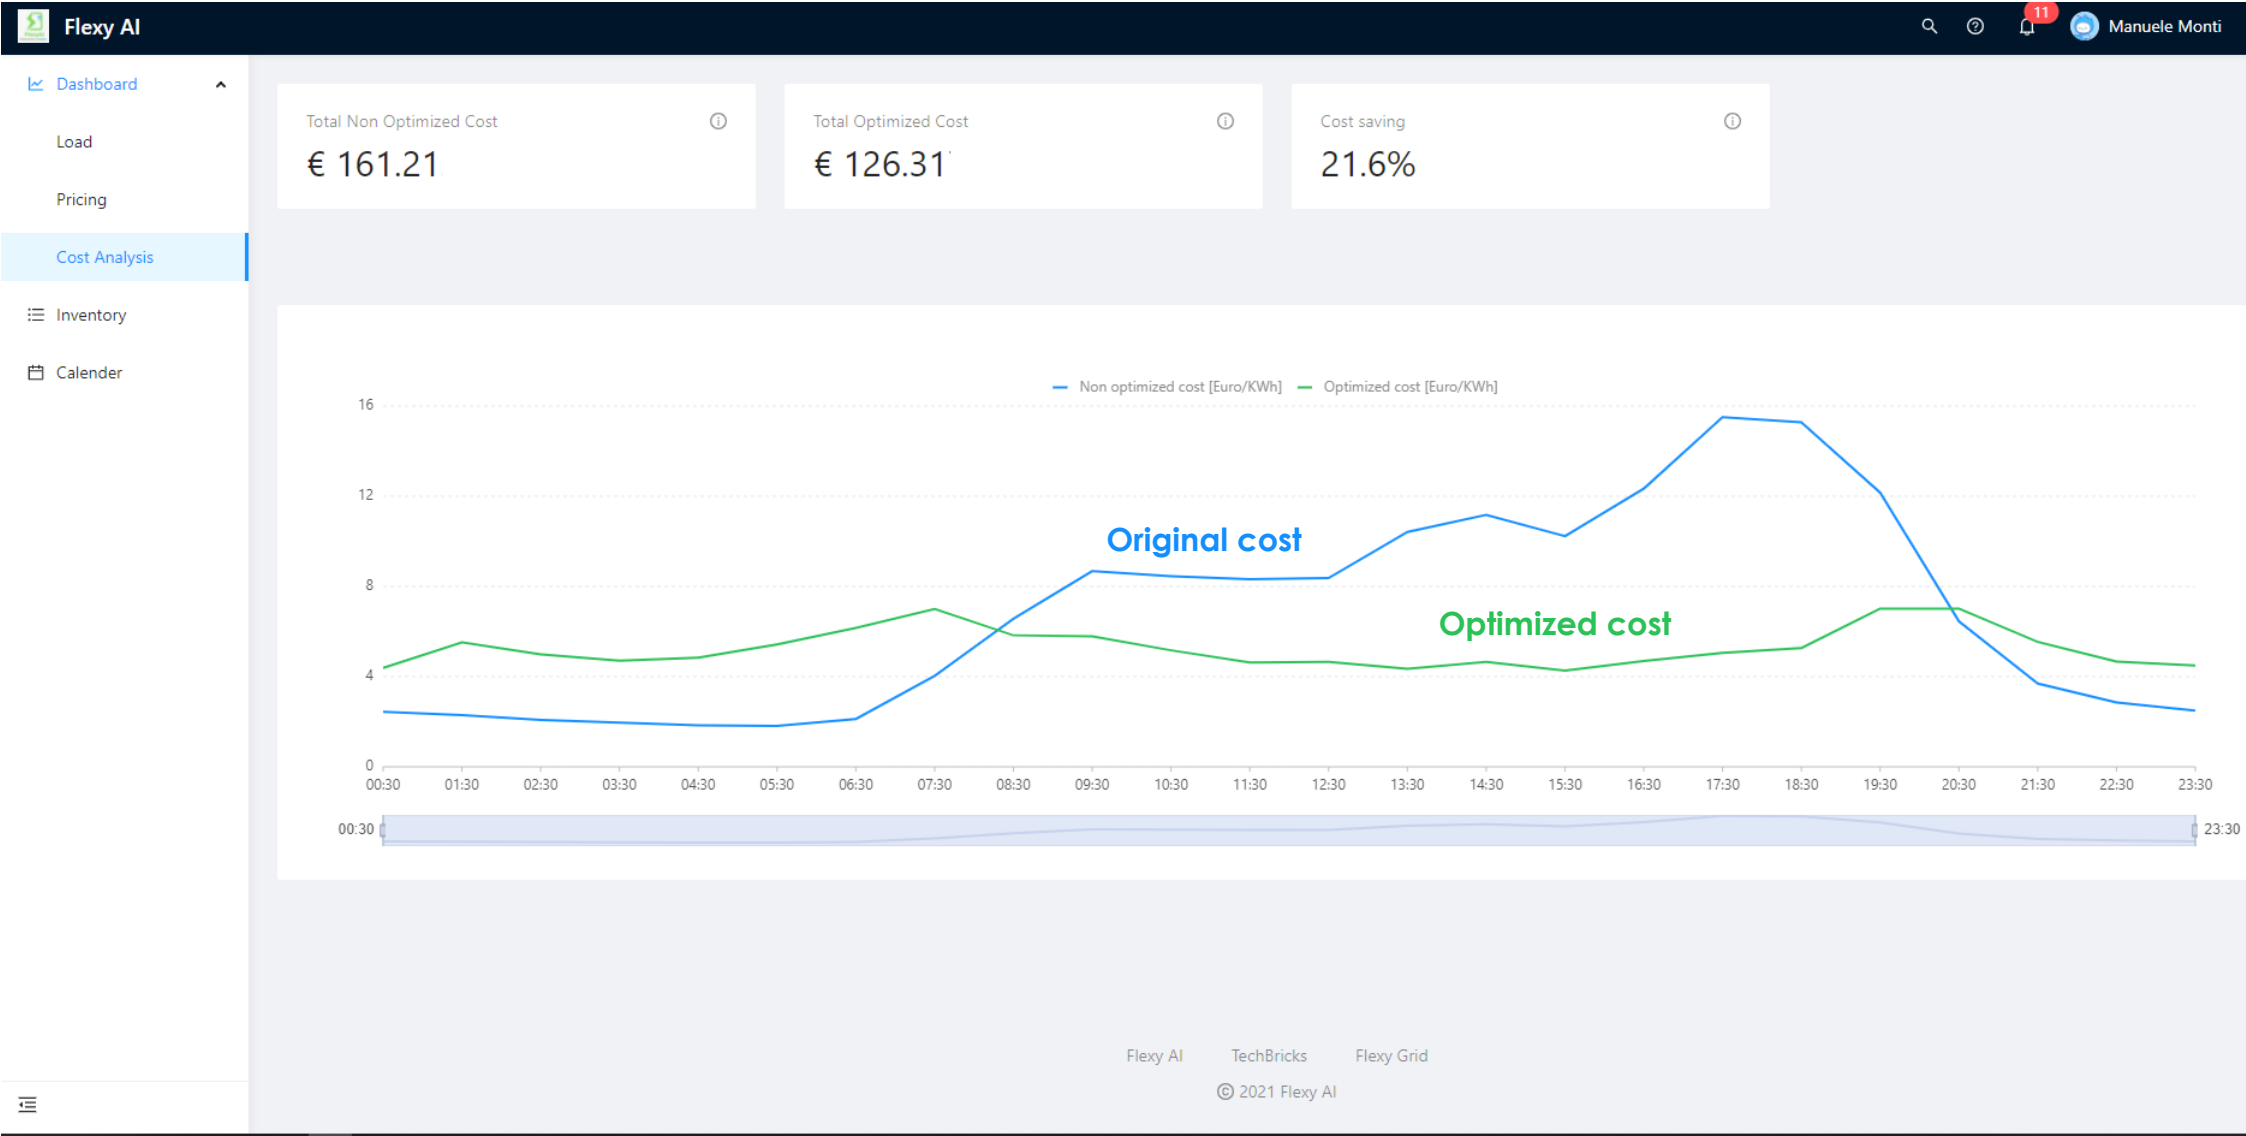 Flexy AI
11
Manuele Monti
Dashboard
Load
Pricing
Cost Analysis
Inventory
Calender
Total Non Optimized Cost
€ 161.21
Total Optimized Cost
€ 126.31
Cost saving
21.6%
Non optimized cost [Euro/KWh] Optimized cost [Euro/KWh]
16
12
8
4
0
Original cost
Optimized cost
00:30 01:30 02:30 03:30 04:30 05:30 06:30 07:30 08:30 09:30 10:30 11:30 12:30 13:30 14:30 15:30 16:30 17:30 18:30 19:30 20:30 21:30 22:30 23:30
00:30 23:30
Flexy AI TechBricks Flexy Grid
© 2021 Flexy AI